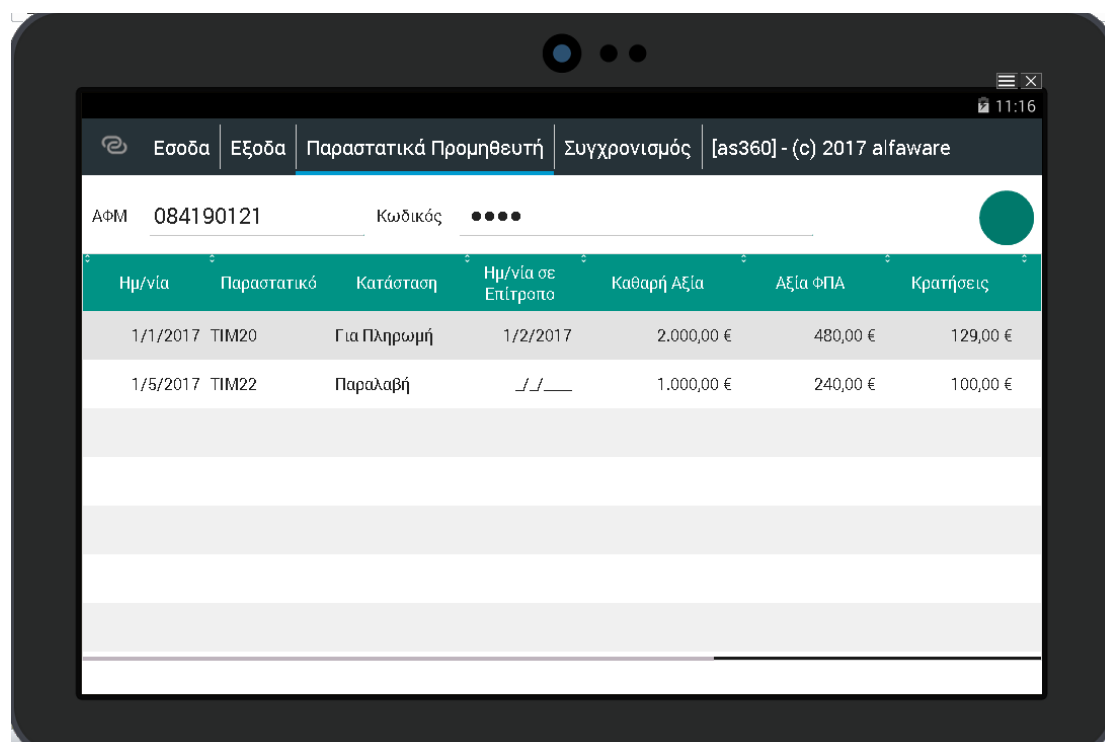 11:16
Εσοδα Εξοδα Παραστατικά Προμηθευτή Συγχρονισμός [as360] - (c) 2017 alfaware
ΑΦΜ 084190121 Κωδικός ●●●●
Ημ/νία Παραστατικό Κατάσταση Ημ/νία σε Επίτροπο Καθαρή Αξία Αξία ΦΠΑ Κρατήσεις
1/1/2017 ΤΙΜ20 Για Πληρωμή 1/2/2017 2.000,00 € 480,00 € 129,00 €
1/5/2017 ΤΙΜ22 Παραλαβή _/_/____ 1.000,00 € 240,00 € 100,00 €